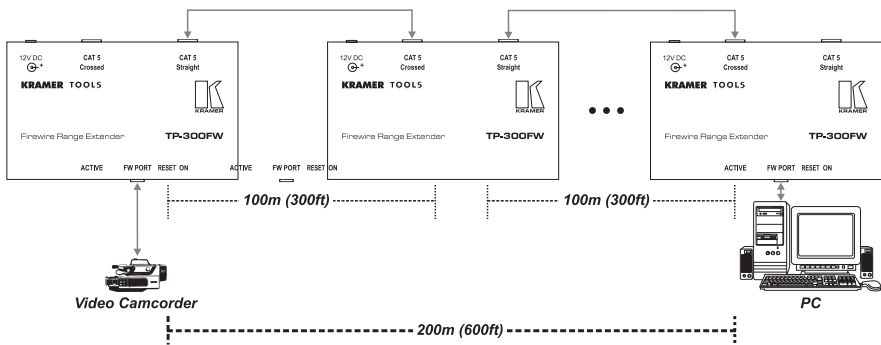 12V DC
CAT 5
Crossed
CAT 5
Straight
KRAMER TOOLS
KRAMER
Firewire Range Extender
TP-300FW
ACTIVE
FW PORT
RESET
ON
12V DC
CAT 5
Crossed
CAT 5
Straight
KRAMER TOOLS
KRAMER
Firewire Range Extender
TP-300FW
ACTIVE
FW PORT
RESET
ON
12V DC
CAT 5
Crossed
CAT 5
Straight
KRAMER TOOLS
KRAMER
Firewire Range Extender
TP-300FW
ACTIVE
FW PORT
RESET
ON
100m (300ft)
100m (300ft)
Video Camcorder
PC
200m (600ft)